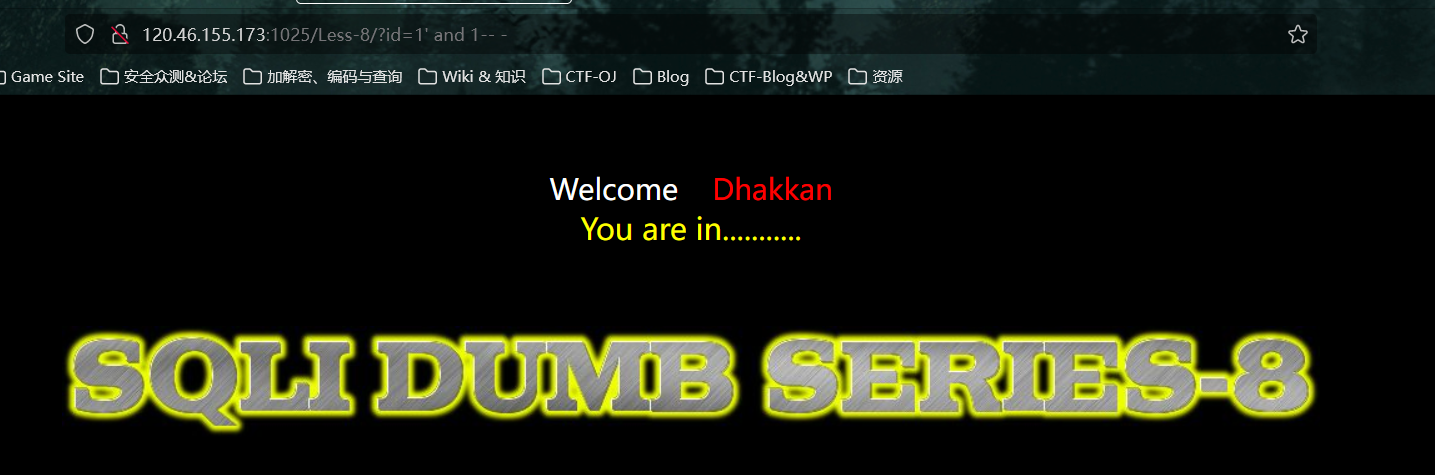 120.46.155.173:1025/Less-8/?id=1' and 1-- -
Game Site 安全众测&论坛 加解密、编码与查询 Wiki & 知识 CTF-OJ Blog CTF-Blog&WP 资源
Welcome Dhakkan
You are in...........
SQLI DUMB SERIES-8